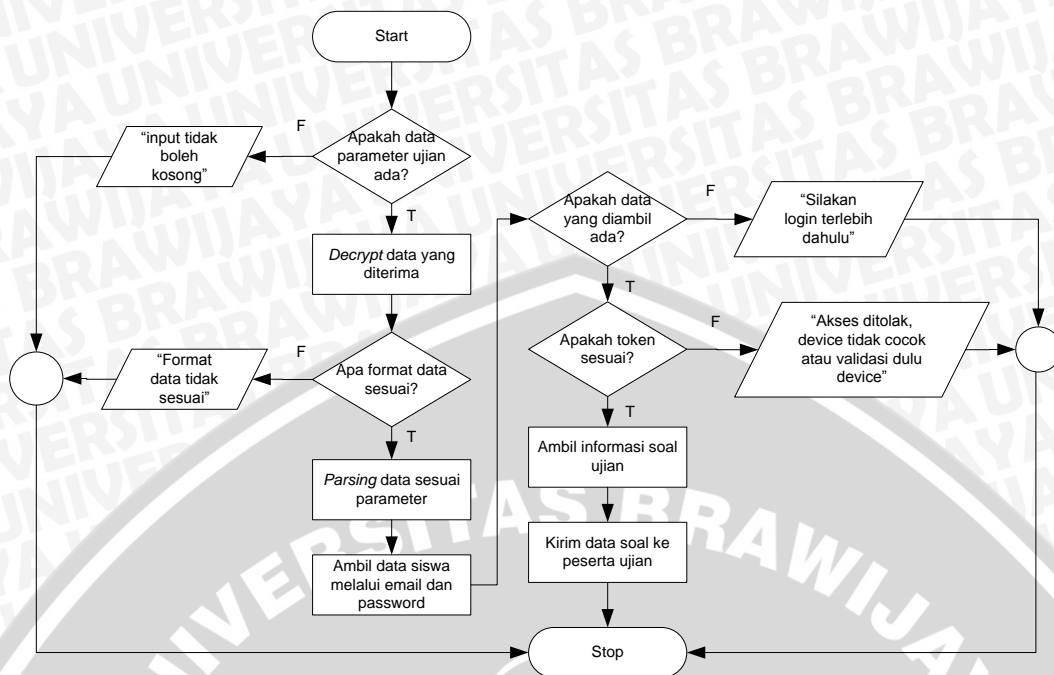 Start
F
Apakah data
parameter ujian
ada?
“input tidak
boleh
kosong”
T
Decrypt data yang
diterima
F
Apa format data
sesuai?
“Format
data tidak
sesuai”
T
Parsing data sesuai
parameter
Ambil data siswa
melalui email dan
password
Apakah data
yang diambil
ada?
F
“Silakan
login terlebih
dahulu”
T
Apakah token
sesuai?
F
“Akses ditolak,
device tidak cocok
atau validasi dulu
device”
T
Ambil informasi soal
ujian
Kirim data soal ke
peserta ujian
Stop
UNIVERSITAS BRAWIJAYA